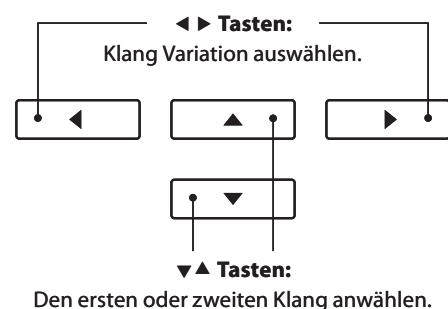 ◀ ▶ Tasten:
Klang Variation auswählen.
◀ ▲ ▶
▼
▼▲ Tasten:
Den ersten oder zweiten Klang anwählen.